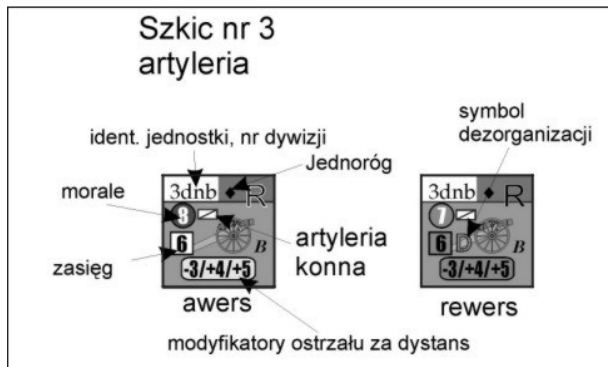 Szkic nr 3
artyleria
symbol
dezorganizacji
ident. jednostki, nr dywizji
Jednoróg
3dnb R
3dnb R
morale
8
7
artyleria
konna
zasięg
6 B
6 D B
-3/+4/+5
-3/+4/+5
awers
rewers
modyfikatory ostrzału za dystans